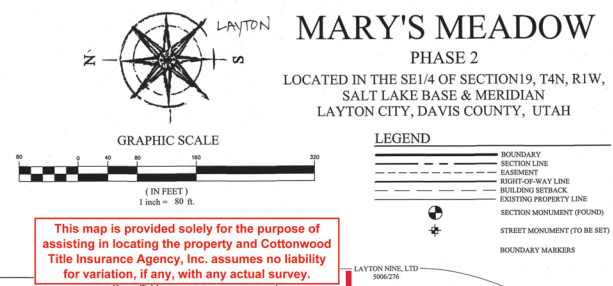 LAYTON
N
S
MARY'S MEADOW
PHASE 2
LOCATED IN THE SE1/4 OF SECTION19, T4N, R1W,
SALT LAKE BASE & MERIDIAN
LAYTON CITY, DAVIS COUNTY, UTAH
GRAPHIC SCALE
80 0 40 80 160 320
( IN FEET )
1 inch = 80 ft.
LEGEND
BOUNDARY
SECTION LINE
EASEMENT
RIGHT-OF-WAY LINE
BUILDING SETBACK
EXISTING PROPERTY LINE
SECTION MONUMENT (FOUND)
STREET MONUMENT (TO BE SET)
BOUNDARY MARKERS
This map is provided solely for the purpose of
assisting in locating the property and Cottonwood
Title Insurance Agency, Inc. assumes no liability
for variation, if any, with any actual survey.
LAYTON NINE, LTD
5006/276